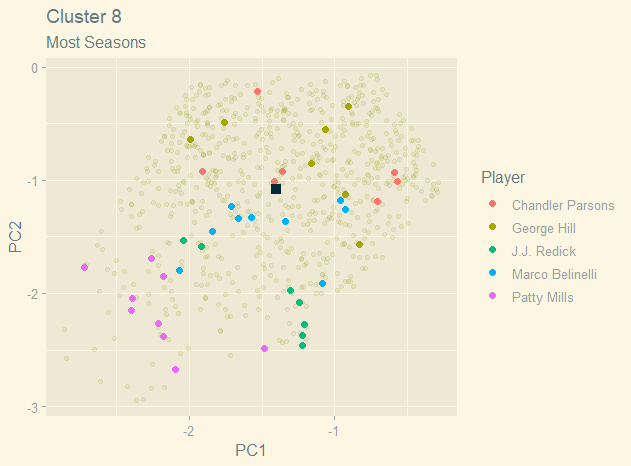 Cluster 8
Most Seasons
0
-1
-2
-3
PC2
-2
-1
PC1
Player
Chandler Parsons
George Hill
J.J. Redick
Marco Belinelli
Patty Mills